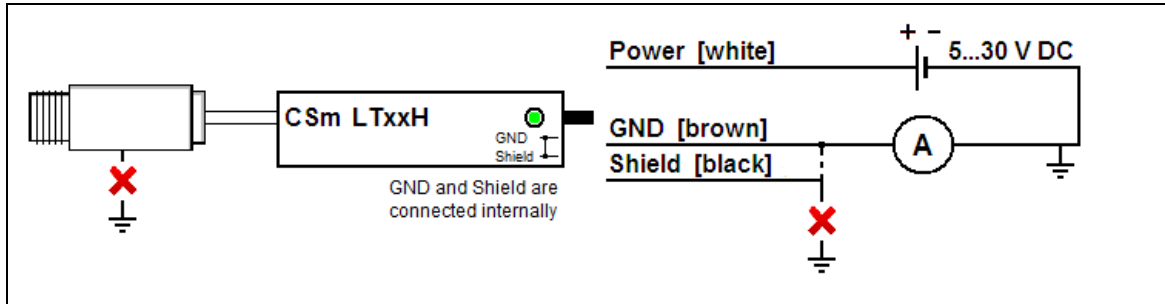 + -
Power [white]
5...30 V DC
CSm LTxxH
GND
Shield
GND [brown]
A
Shield [black]
GND and Shield are
connected internally